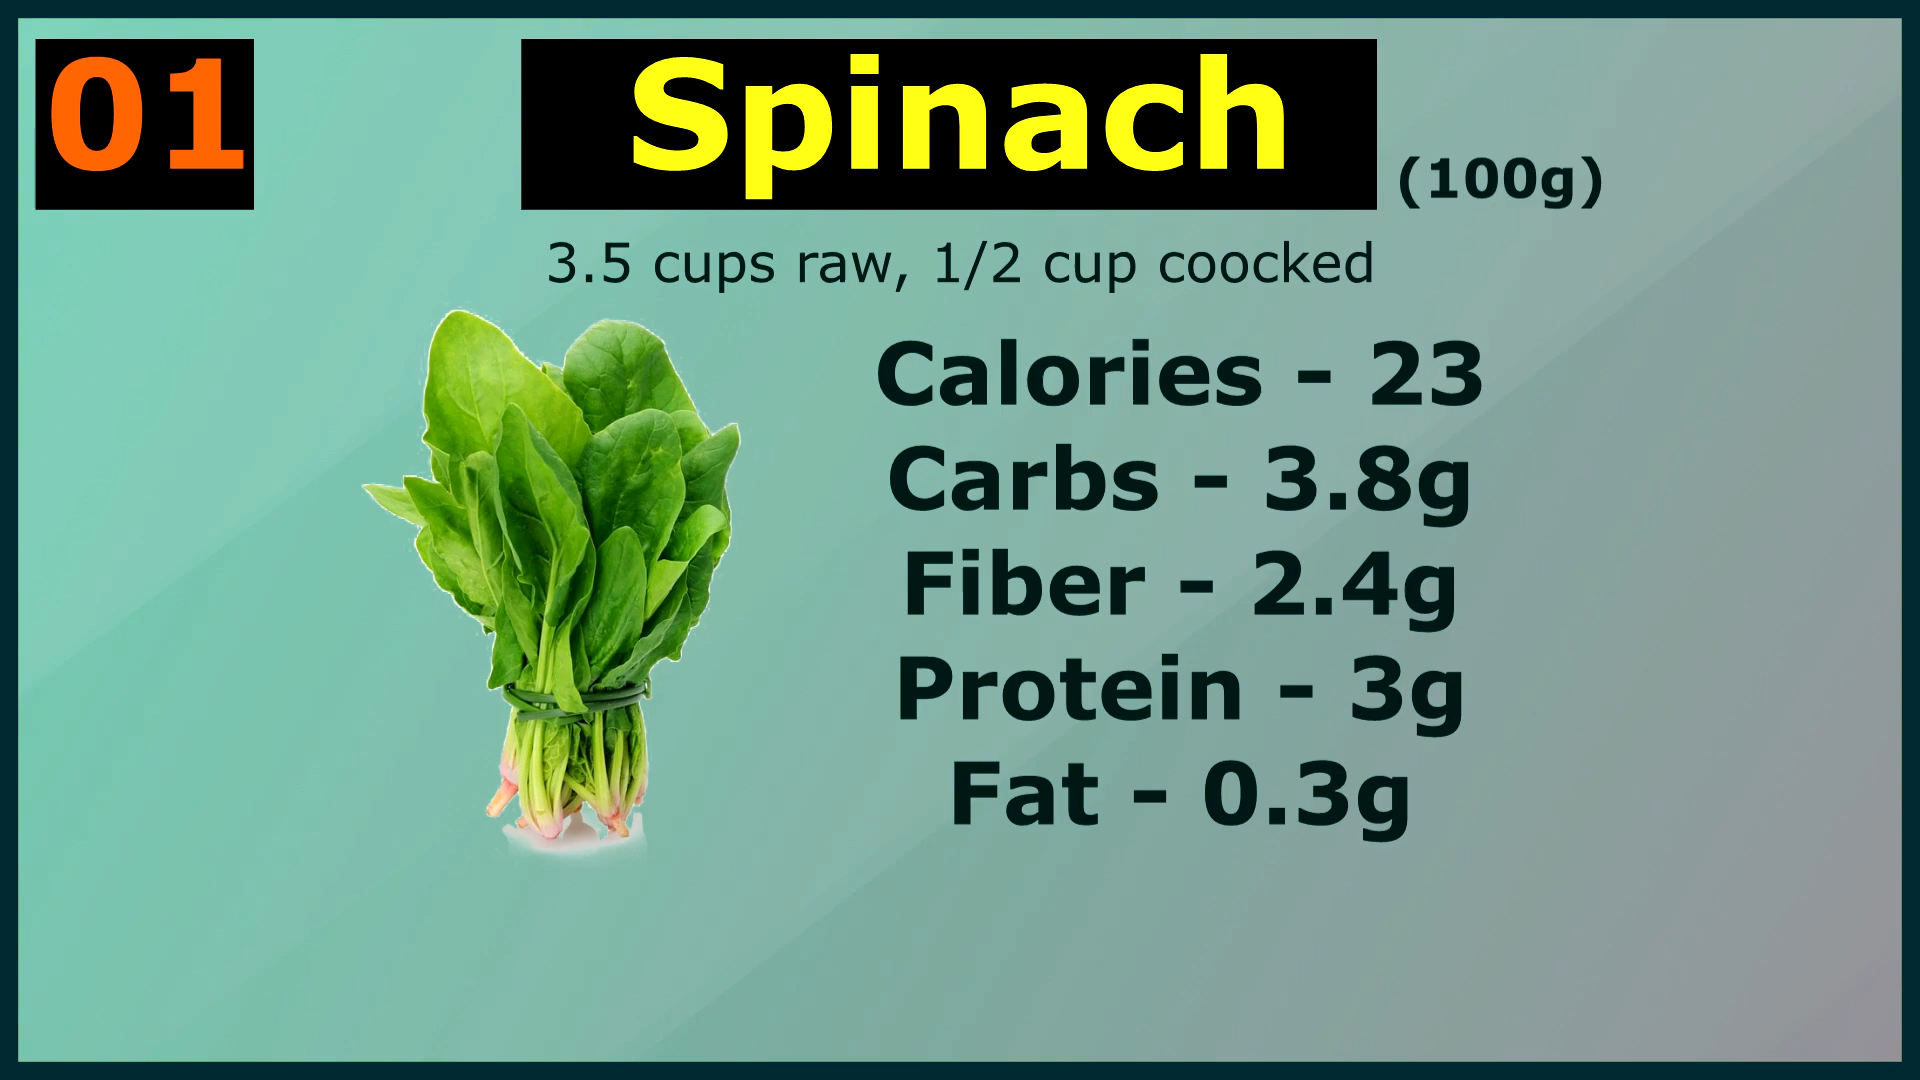 01
Spinach
(100g)
3.5 cups raw, 1/2 cup coocked
Calories - 23
Carbs - 3.8g
Fiber - 2.4g
Protein - 3g
Fat - 0.3g